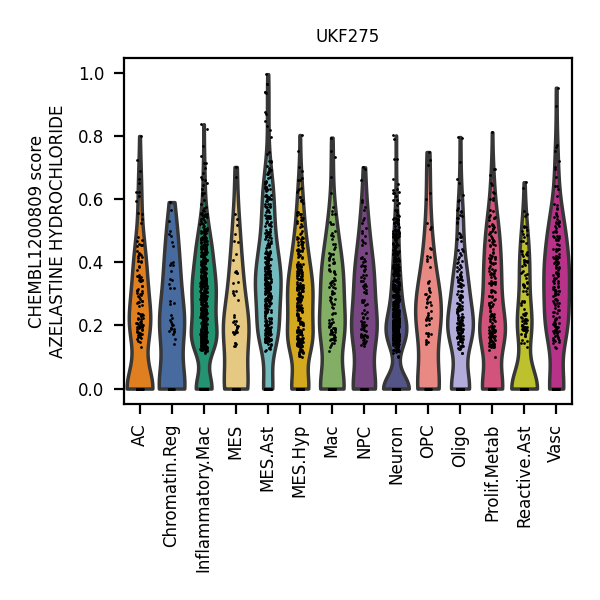 UKF275
CHEMBL1200809 score
AZELASTINE HYDROCHLORIDE
1.0
0.8
0.6
0.4
0.2
0.0
AC
Chromatin.Reg
Inflammatory.Mac
MES
MES.Ast
MES.Hyp
Mac
NPC
Neuron
OPC
Oligo
Prolif.Metab
Reactive.Ast
Vasc